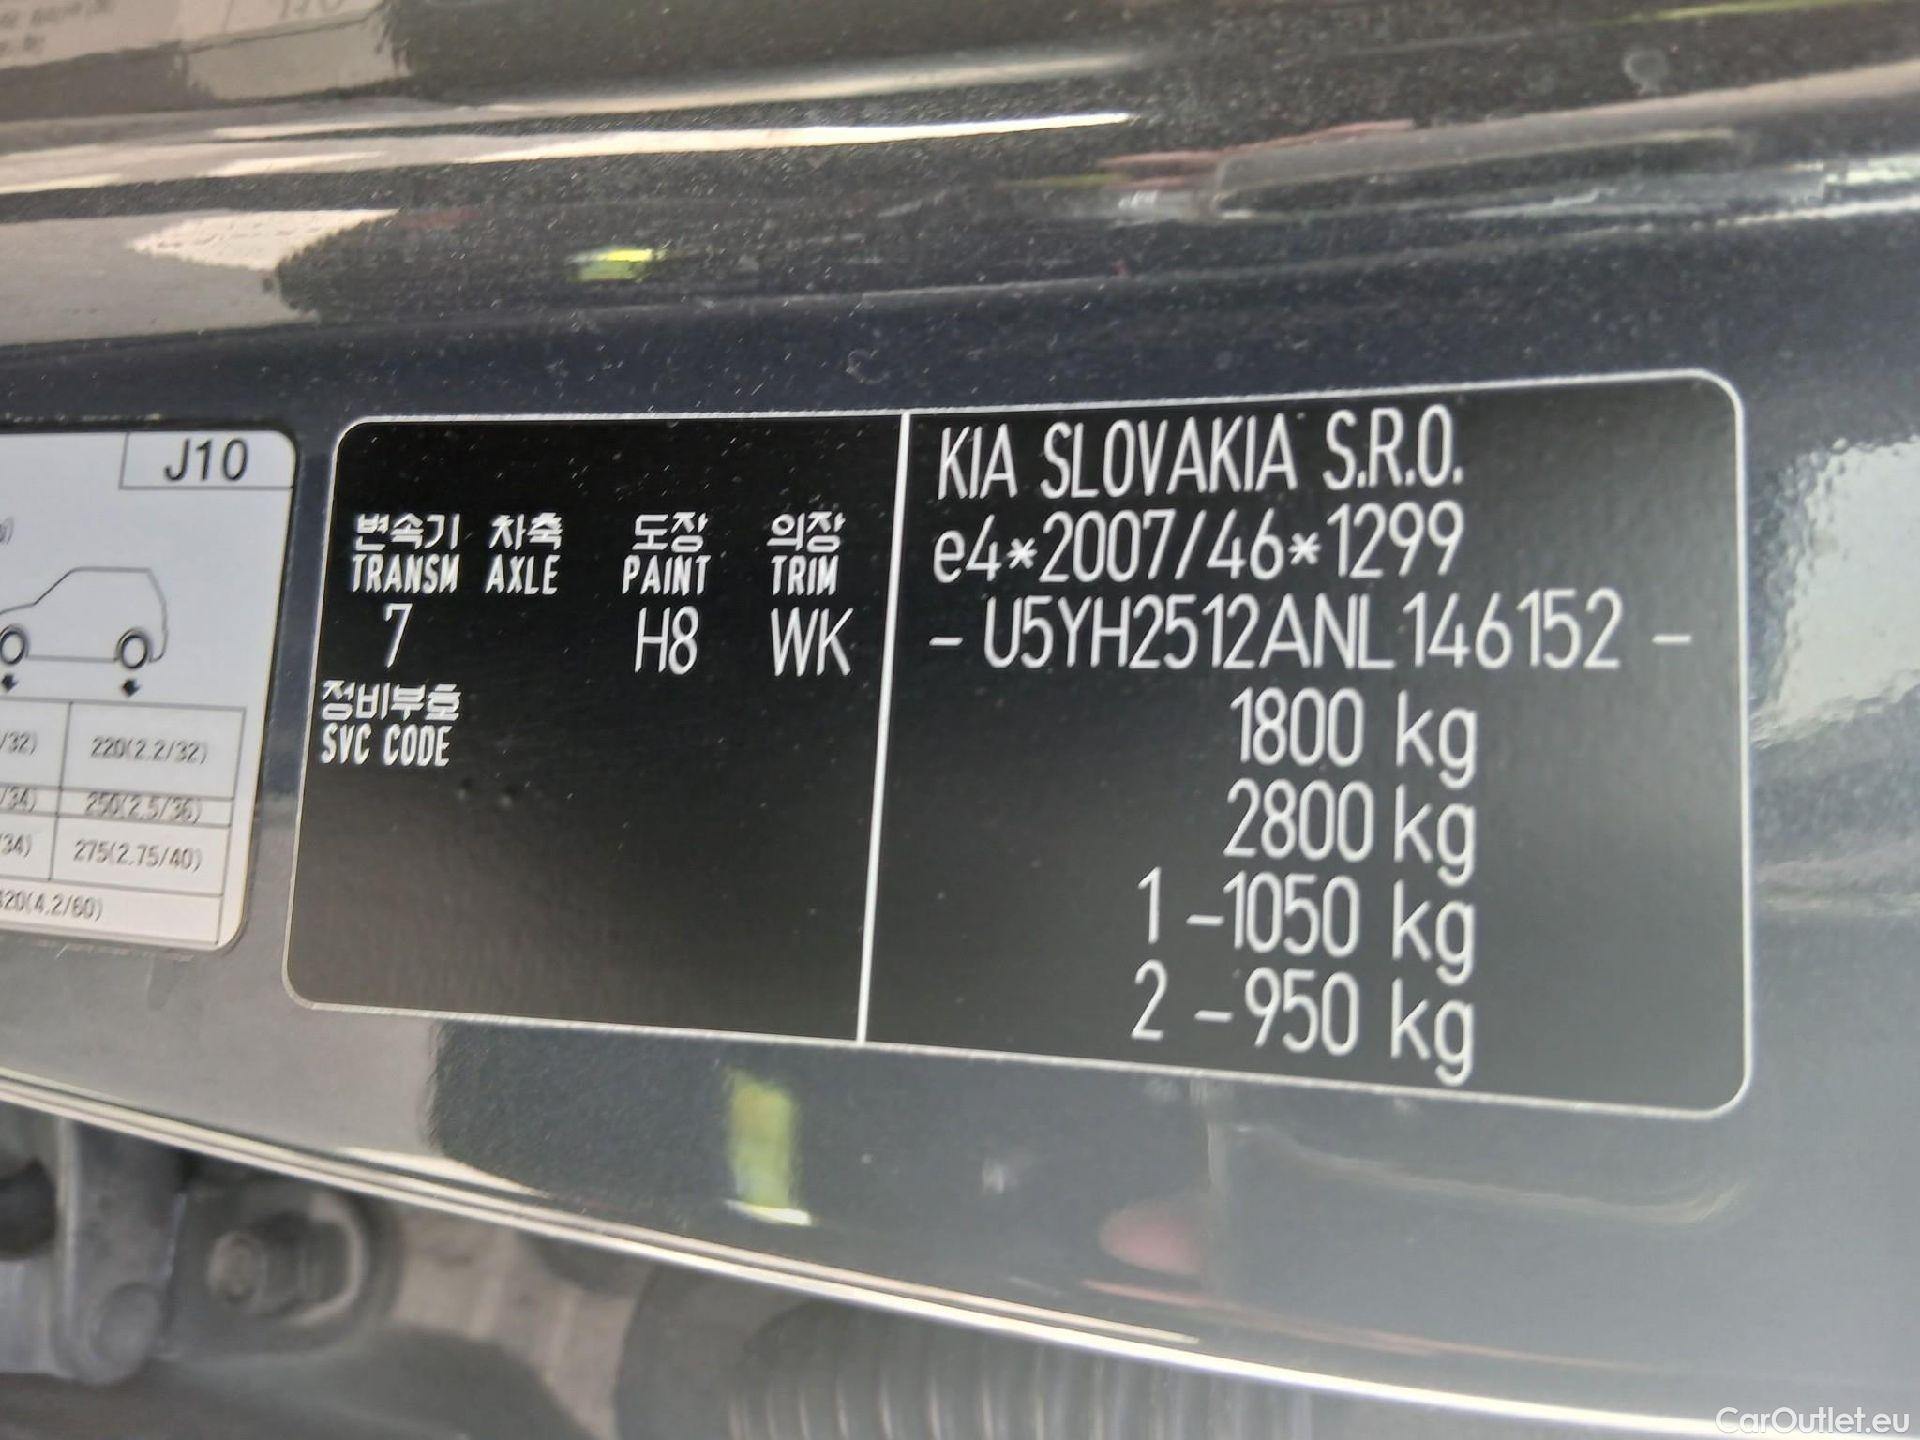 J10
220(2.2/32)
250(2.5/36)
275(2.75/40)
변속기 차축 도장 의장
TRANSM AXLE PAINT TRIM
7 H8 WK
정비부호
SVC CODE
KIA SLOVAKIA S.R.O.
e4*2007/46*1299
- U5YH2512ANL146152 -
1800 kg
2800 kg
1 -1050 kg
2 -950 kg
CarOutlet.eu